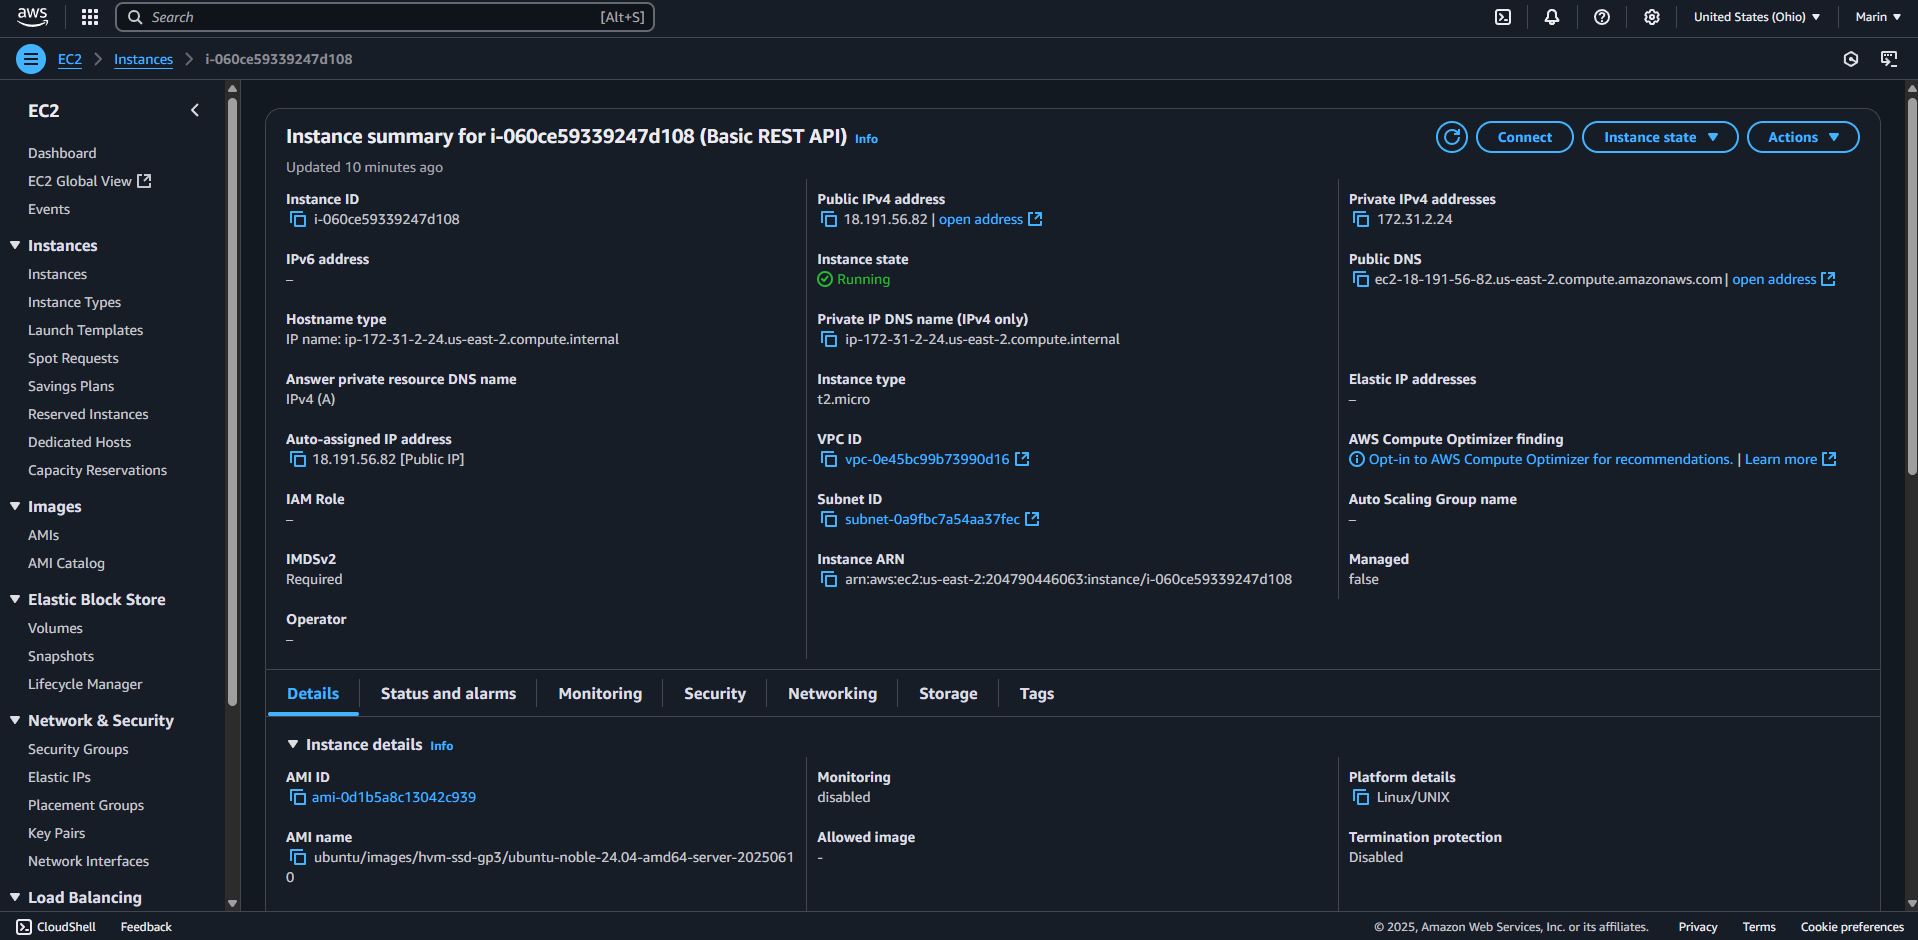 aws
Search [Alt+S]
United States (Ohio)
Marin
EC2
Instances
i-060ce59339247d108
EC2
Dashboard
EC2 Global View
Events
Instances
Instances
Instance Types
Launch Templates
Spot Requests
Savings Plans
Reserved Instances
Dedicated Hosts
Capacity Reservations
Images
AMIs
AMI Catalog
Elastic Block Store
Volumes
Snapshots
Lifecycle Manager
Network & Security
Security Groups
Elastic IPs
Placement Groups
Key Pairs
Network Interfaces
Load Balancing
Instance summary for i-060ce59339247d108 (Basic REST API) Info
Updated 10 minutes ago
Connect
Instance state
Actions
Instance ID
i-060ce59339247d108
Public IPv4 address
18.191.56.82 | open address
Private IPv4 addresses
172.31.2.24
IPv6 address
–
Instance state
Running
Public DNS
ec2-18-191-56-82.us-east-2.compute.amazonaws.com | open address
Hostname type
IP name: ip-172-31-2-24.us-east-2.compute.internal
Private IP DNS name (IPv4 only)
ip-172-31-2-24.us-east-2.compute.internal
Answer private resource DNS name
IPv4 (A)
Instance type
t2.micro
Elastic IP addresses
–
Auto-assigned IP address
18.191.56.82 [Public IP]
VPC ID
vpc-0e45bc99b73990d16
AWS Compute Optimizer finding
Opt-in to AWS Compute Optimizer for recommendations. | Learn more
IAM Role
–
Subnet ID
subnet-0a9fbc7a54aa37fec
Auto Scaling Group name
–
IMDSv2
Required
Instance ARN
arn:aws:ec2:us-east-2:204790446063:instance/i-060ce59339247d108
Managed
false
Operator
–
Details
Status and alarms
Monitoring
Security
Networking
Storage
Tags
Instance details Info
AMI ID
ami-0d1b5a8c13042c939
Monitoring
disabled
Platform details
Linux/UNIX
AMI name
ubuntu/images/hvm-ssd-gp3/ubuntu-noble-24.04-amd64-server-2025061
0
Allowed image
-
Termination protection
Disabled
CloudShell
Feedback
© 2025, Amazon Web Services, Inc. or its affiliates.
Privacy
Terms
Cookie preferences